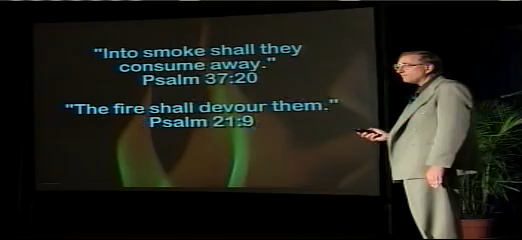 "Into smoke shall they
consume away."
Psalm 37:20
"The fire shall devour them."
Psalm 21:9